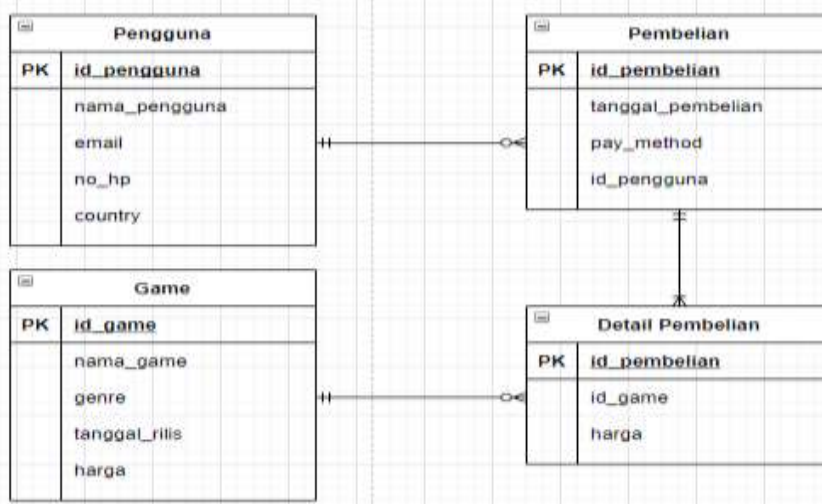 Pengguna
PK id_pengguna
nama_pengguna
email
no_hp
country
Pembelian
PK id_pembelian
tanggal_pembelian
pay_method
id_pengguna
Game
PK id_game
nama_game
genre
tanggal_rilis
harga
Detail Pembelian
PK id_pembelian
id_game
harga